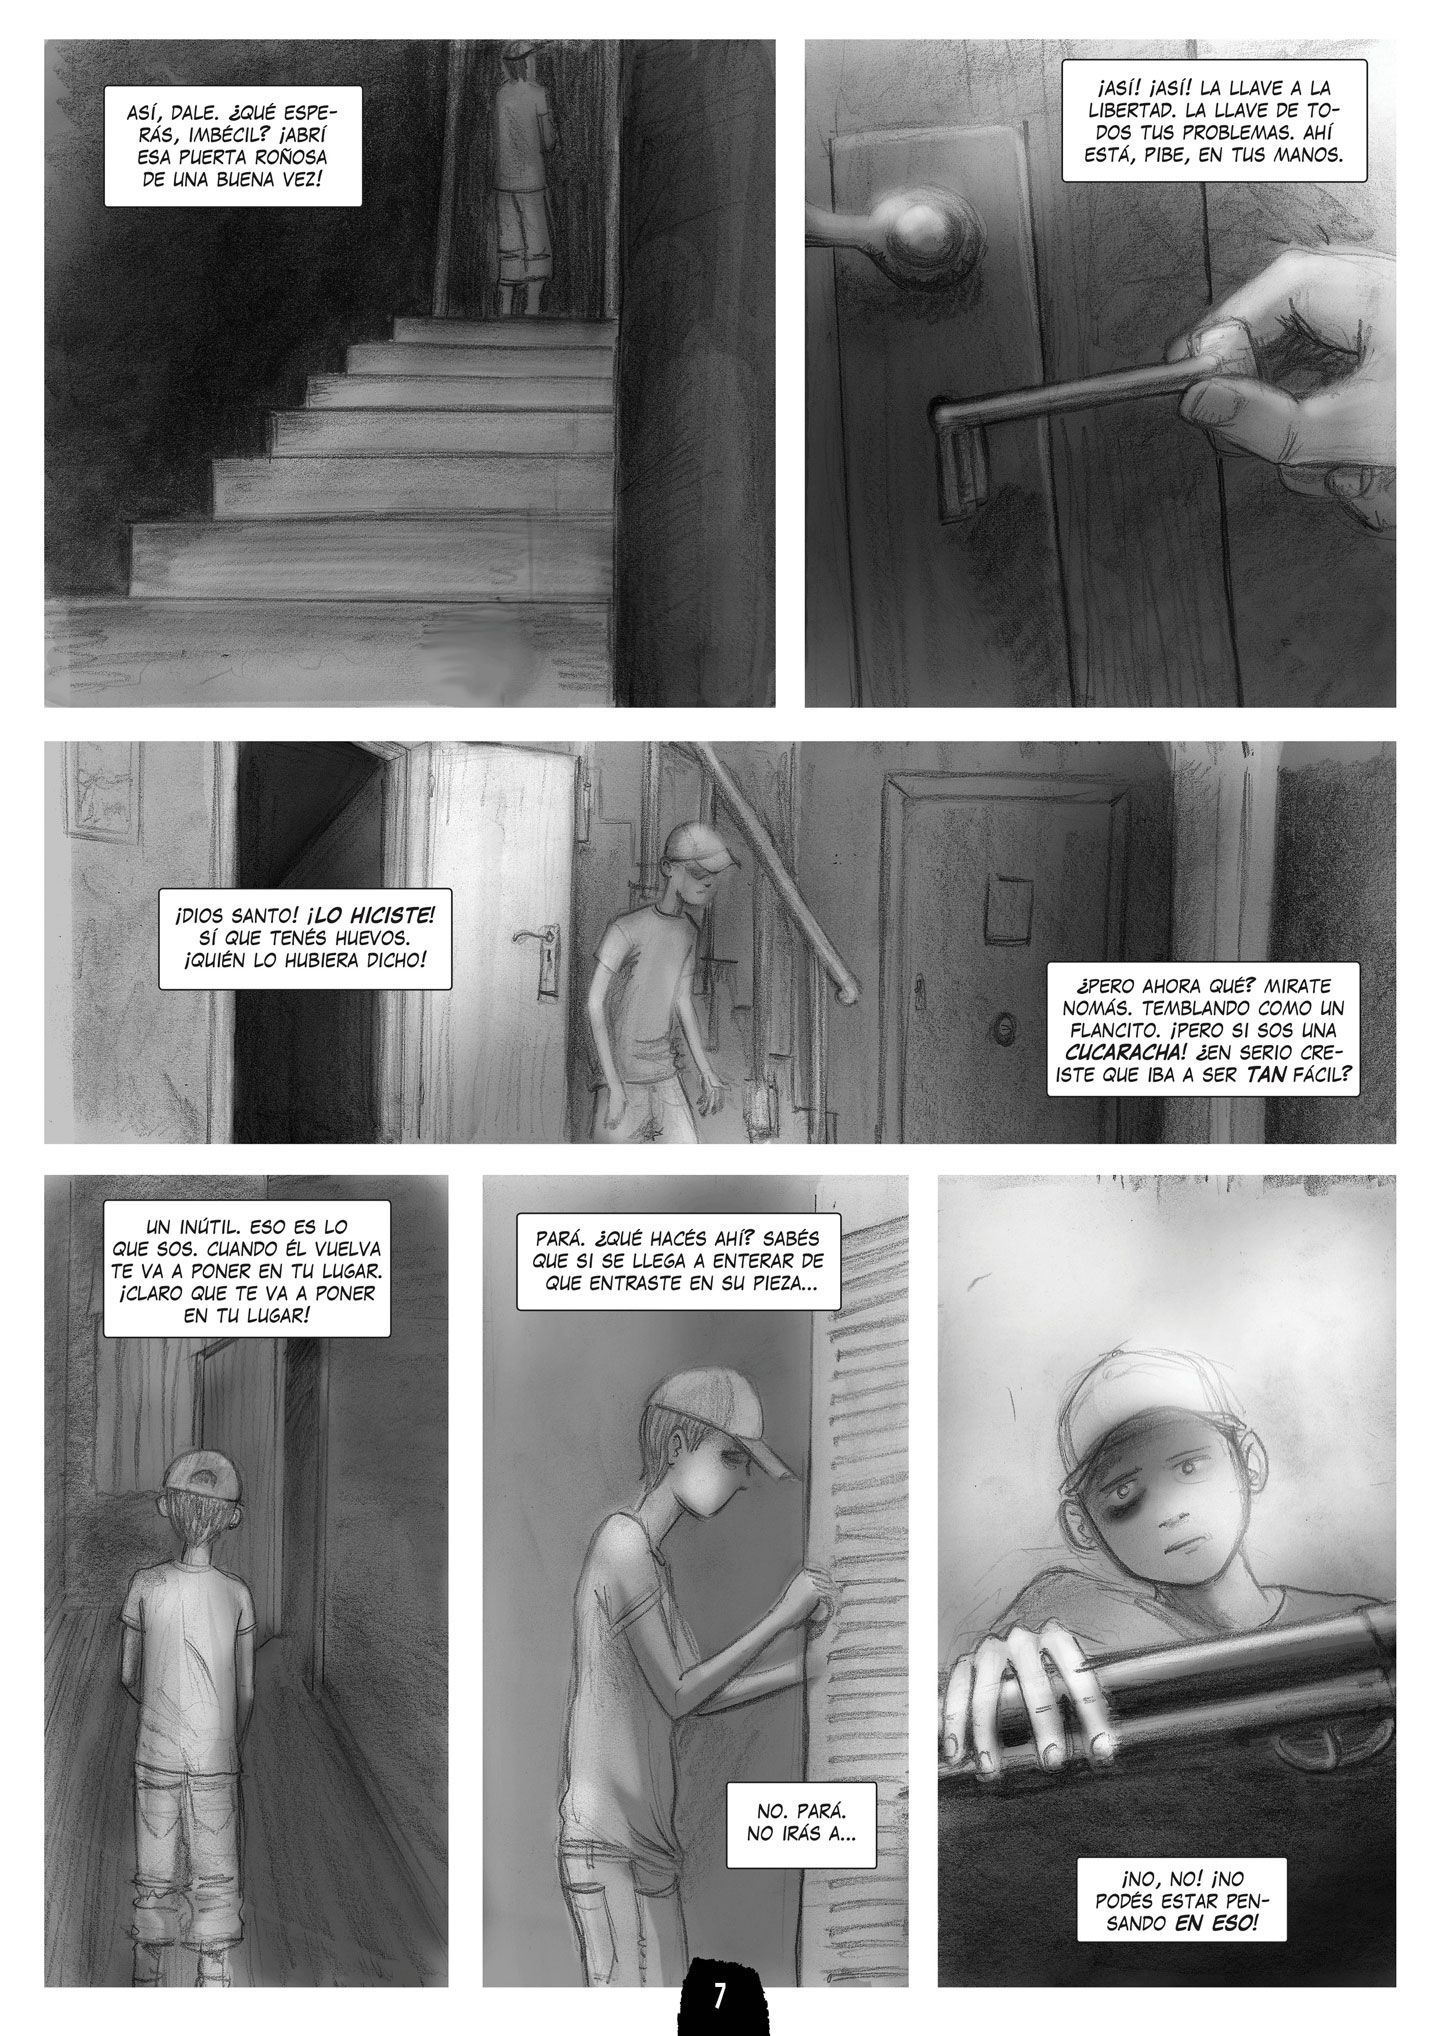 ASÍ, DALE. ¿QUÉ ESPE-
RÁS, IMBÉCIL? ¡ABRÍ
ESA PUERTA ROÑOSA
DE UNA BUENA VEZ!
¡ASÍ! ¡ASÍ! LA LLAVE A LA
LIBERTAD. LA LLAVE DE TO-
DOS TUS PROBLEMAS. AHÍ
ESTÁ, PIBE, EN TUS MANOS.
¡DIOS SANTO! ¡LO HICISTE!
SÍ QUE TENÉS HUEVOS.
¡QUIÉN LO HUBIERA DICHO!
¿PERO AHORA QUÉ? MIRATE
NOMÁS. TEMBLANDO COMO UN
FLANCITO. ¡PERO SI SOS UNA
CUCARACHA! ¿EN SERIO CRE-
ISTE QUE IBA A SER TAN FÁCIL?
UN INÚTIL. ESO ES LO
QUE SOS. CUANDO ÉL VUELVA
TE VA A PONER EN TU LUGAR.
¡CLARO QUE TE VA A PONER
EN TU LUGAR!
PARÁ. ¿QUÉ HACÉS AHÍ? SABÉS
QUE SI SE LLEGA A ENTERAR DE
QUE ENTRASTE EN SU PIEZA...
NO. PARÁ.
NO IRÁS A...
¡NO, NO! ¡NO
PODÉS ESTAR PEN-
SANDO EN ESO!
7